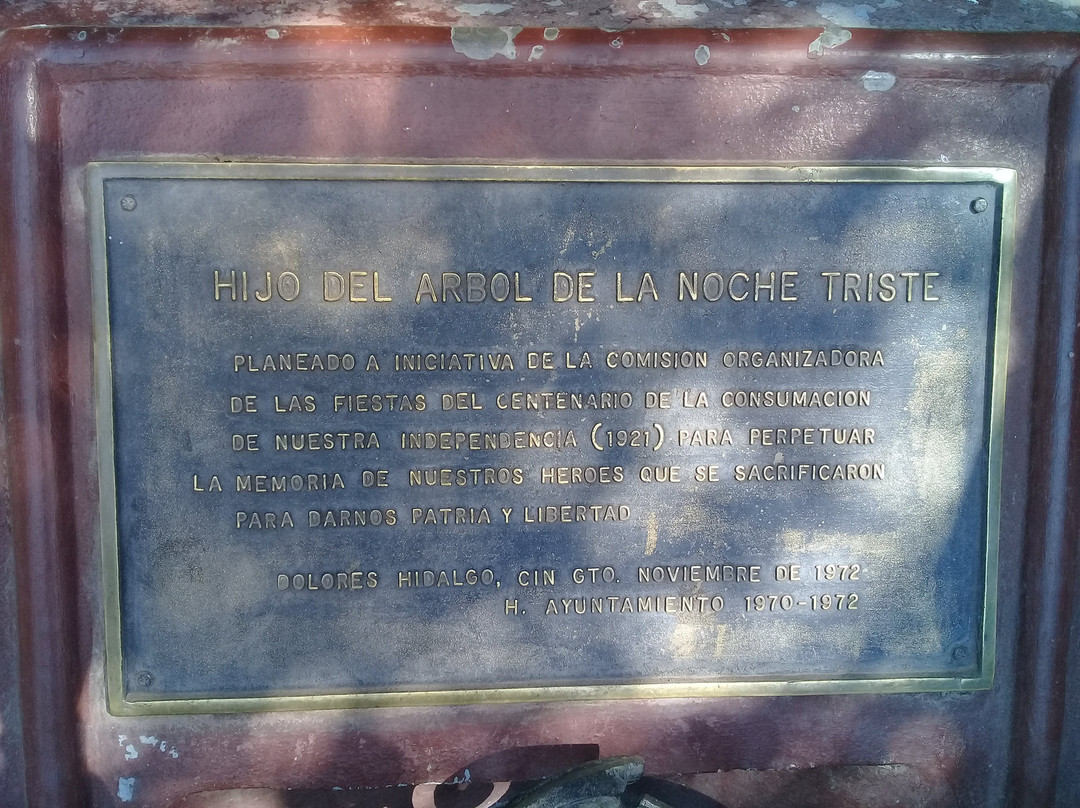 HIJO DEL ARBOL DE LA NOCHE TRISTE
PLANEADO A INICIATIVA DE LA COMISION ORGANIZADORA
DE LAS FIESTAS DEL CENTENARIO DE LA CONSUMACION
DE NUESTRA INDEPENDENCIA (1921) PARA PERPETUAR
LA MEMORIA DE NUESTROS HEROES QUE SE SACRIFICARON
PARA DARNOS PATRIA Y LIBERTAD
DOLORES HIDALGO, CIN GTO. NOVIEMBRE DE 1972
H. AYUNTAMIENTO 1970-1972